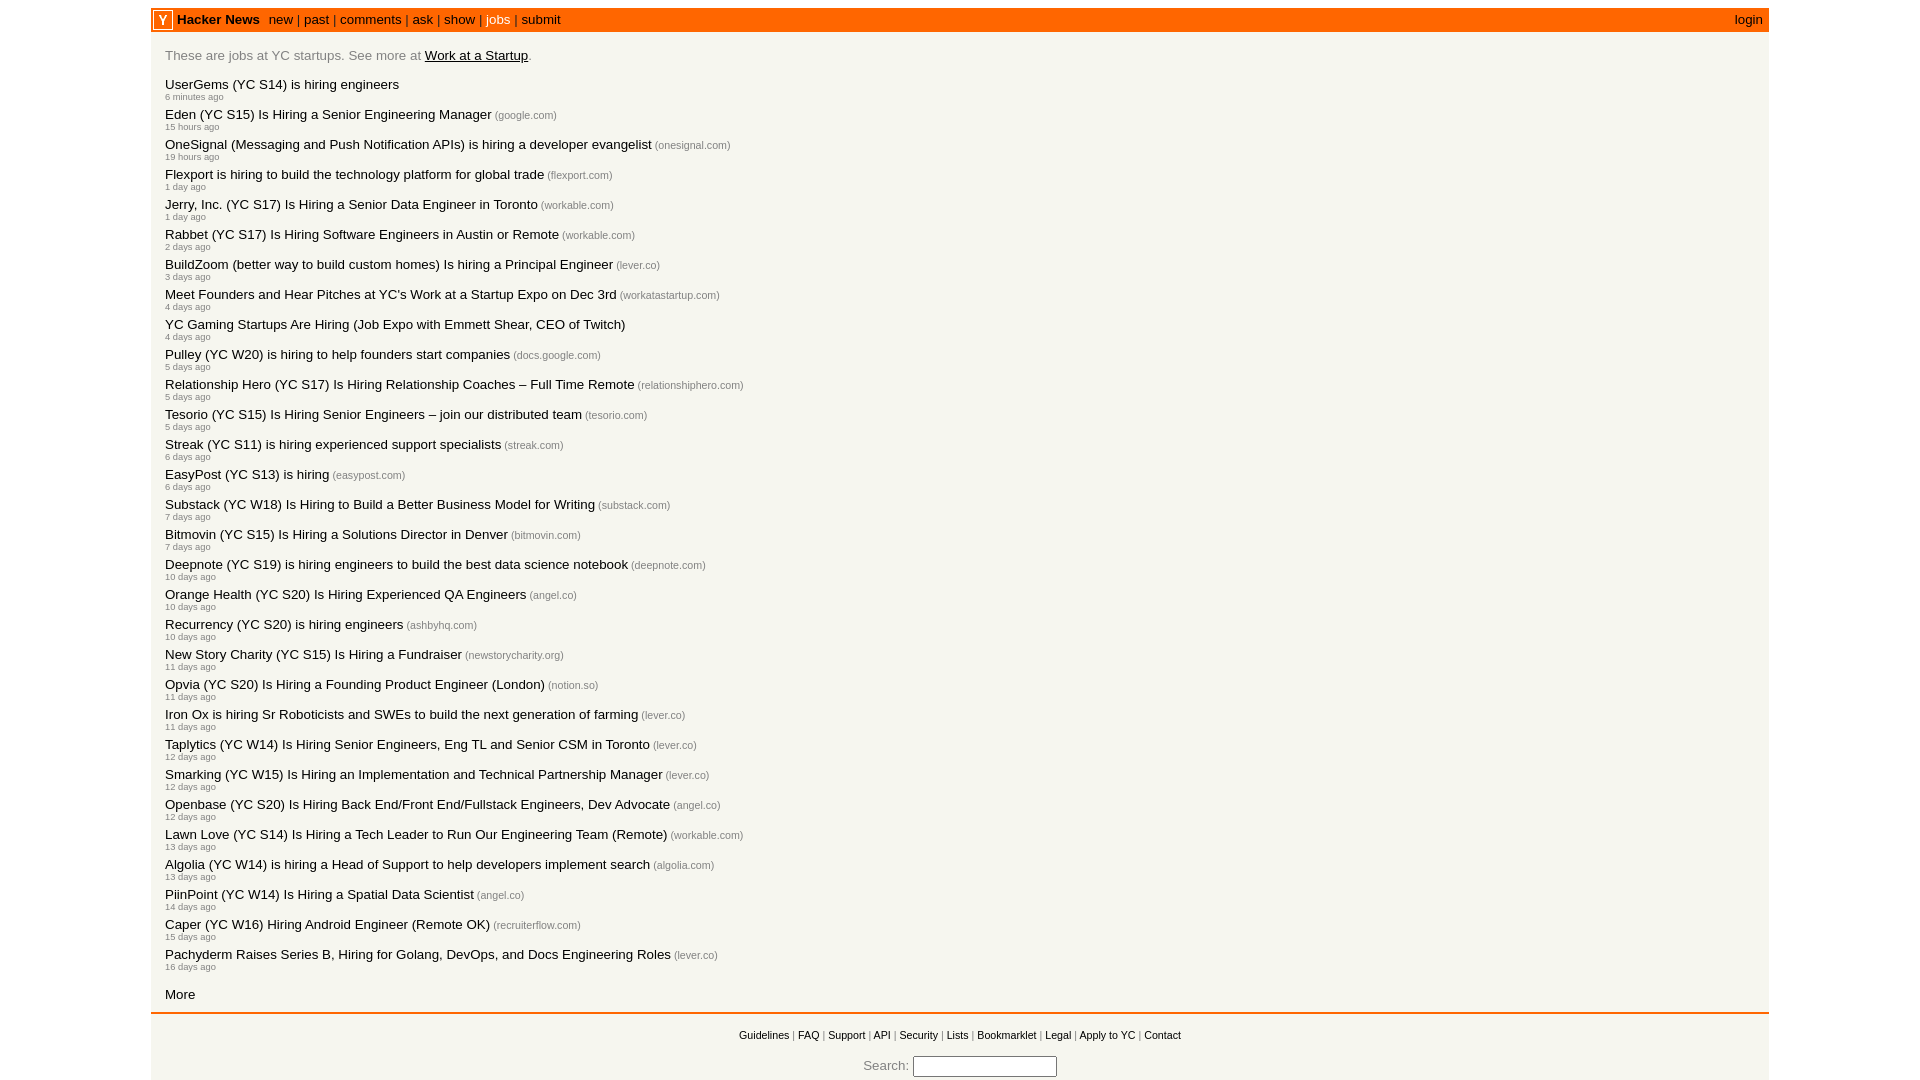 Y Hacker News new | past | comments | ask | show | jobs | submit login
These are jobs at YC startups. See more at Work at a Startup.
UserGems (YC S14) is hiring engineers
6 minutes ago
Eden (YC S15) Is Hiring a Senior Engineering Manager (google.com)
15 hours ago
OneSignal (Messaging and Push Notification APIs) is hiring a developer evangelist (onesignal.com)
19 hours ago
Flexport is hiring to build the technology platform for global trade (flexport.com)
1 day ago
Jerry, Inc. (YC S17) Is Hiring a Senior Data Engineer in Toronto (workable.com)
1 day ago
Rabbet (YC S17) Is Hiring Software Engineers in Austin or Remote (workable.com)
2 days ago
BuildZoom (better way to build custom homes) Is hiring a Principal Engineer (lever.co)
3 days ago
Meet Founders and Hear Pitches at YC's Work at a Startup Expo on Dec 3rd (workatastartup.com)
4 days ago
YC Gaming Startups Are Hiring (Job Expo with Emmett Shear, CEO of Twitch)
4 days ago
Pulley (YC W20) is hiring to help founders start companies (docs.google.com)
5 days ago
Relationship Hero (YC S17) Is Hiring Relationship Coaches – Full Time Remote (relationshiphero.com)
5 days ago
Tesorio (YC S15) Is Hiring Senior Engineers – join our distributed team (tesorio.com)
5 days ago
Streak (YC S11) is hiring experienced support specialists (streak.com)
6 days ago
EasyPost (YC S13) is hiring (easypost.com)
6 days ago
Substack (YC W18) Is Hiring to Build a Better Business Model for Writing (substack.com)
7 days ago
Bitmovin (YC S15) Is Hiring a Solutions Director in Denver (bitmovin.com)
7 days ago
Deepnote (YC S19) is hiring engineers to build the best data science notebook (deepnote.com)
10 days ago
Orange Health (YC S20) Is Hiring Experienced QA Engineers (angel.co)
10 days ago
Recurrency (YC S20) is hiring engineers (ashbyhq.com)
10 days ago
New Story Charity (YC S15) Is Hiring a Fundraiser (newstorycharity.org)
11 days ago
Opvia (YC S20) Is Hiring a Founding Product Engineer (London) (notion.so)
11 days ago
Iron Ox is hiring Sr Roboticists and SWEs to build the next generation of farming (lever.co)
11 days ago
Taplytics (YC W14) Is Hiring Senior Engineers, Eng TL and Senior CSM in Toronto (lever.co)
12 days ago
Smarking (YC W15) Is Hiring an Implementation and Technical Partnership Manager (lever.co)
12 days ago
Openbase (YC S20) Is Hiring Back End/Front End/Fullstack Engineers, Dev Advocate (angel.co)
12 days ago
Lawn Love (YC S14) Is Hiring a Tech Leader to Run Our Engineering Team (Remote) (workable.com)
13 days ago
Algolia (YC W14) is hiring a Head of Support to help developers implement search (algolia.com)
13 days ago
PiinPoint (YC W14) Is Hiring a Spatial Data Scientist (angel.co)
14 days ago
Caper (YC W16) Hiring Android Engineer (Remote OK) (recruiterflow.com)
15 days ago
Pachyderm Raises Series B, Hiring for Golang, DevOps, and Docs Engineering Roles (lever.co)
16 days ago
More
Guidelines | FAQ | Support | API | Security | Lists | Bookmarklet | Legal | Apply to YC | Contact
Search: